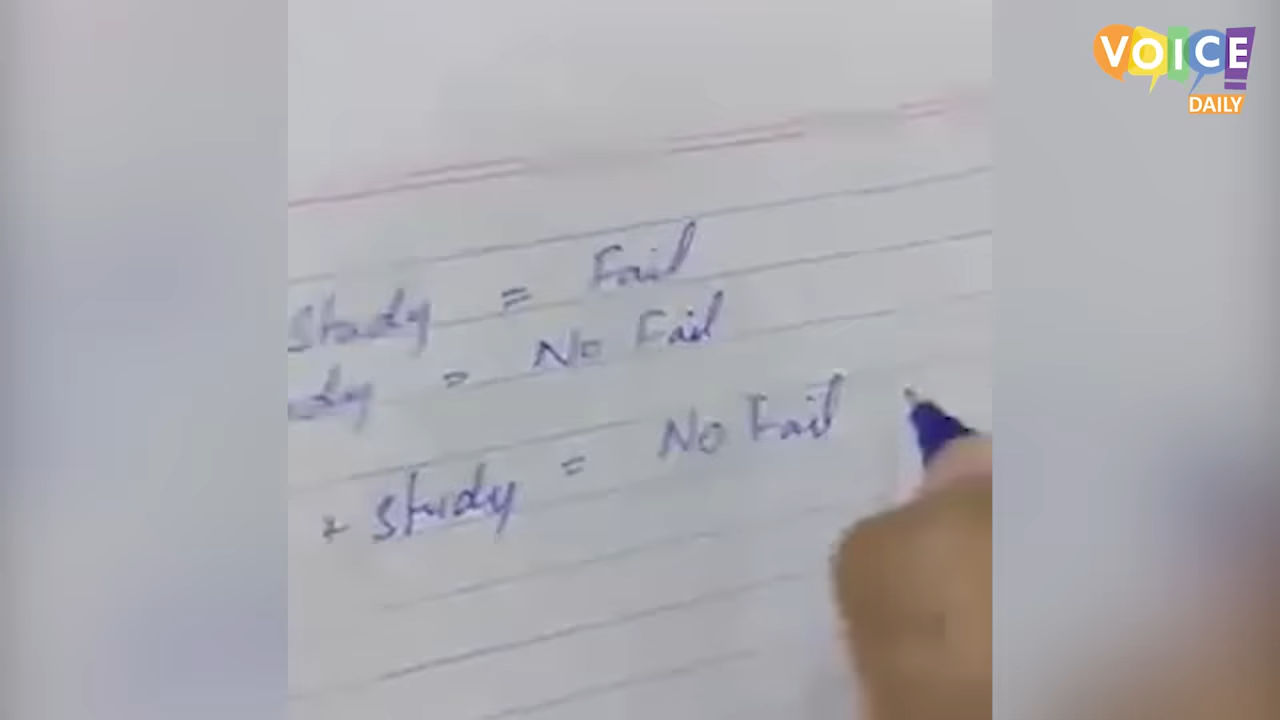 VOICE!
DAILY
Study = Fail
dy = No Fail
+ Study = No Fail